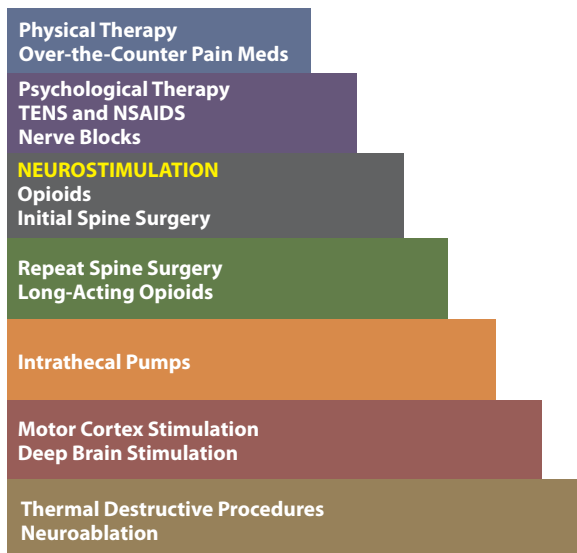 Physical Therapy
Over-the-Counter Pain Meds
Psychological Therapy
TENS and NSAIDS
Nerve Blocks
NEUROSTIMULATION
Opioids
Initial Spine Surgery
Repeat Spine Surgery
Long-Acting Opioids
Intrathecal Pumps
Motor Cortex Stimulation
Deep Brain Stimulation
Thermal Destructive Procedures
Neuroablation